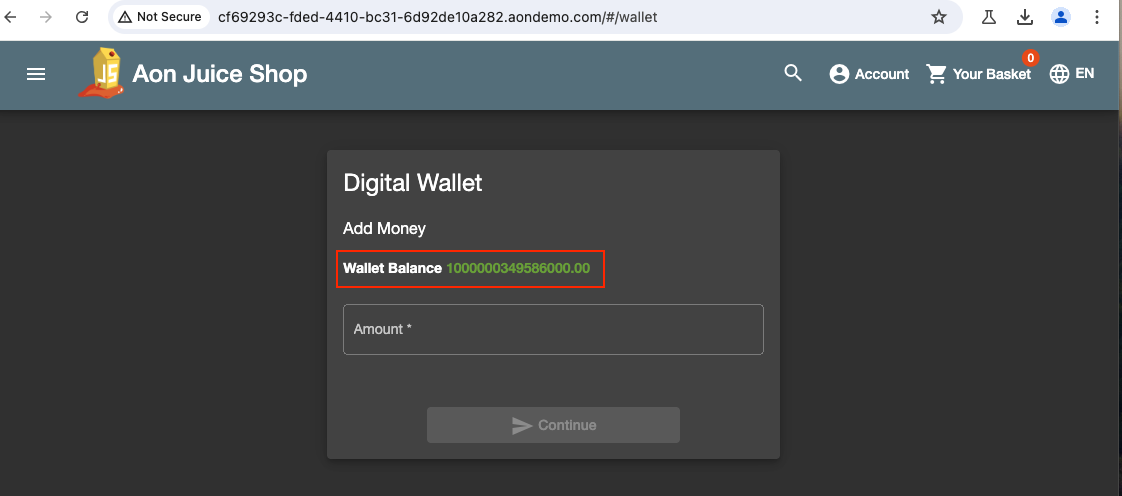 Not Secure cf69293c-fded-4410-bc31-6d92de10a282.aondemo.com/#/wallet
JS Aon Juice Shop Account Your Basket 0 EN
Digital Wallet
Add Money
Wallet Balance 1000000349586000.00
Amount *
Continue